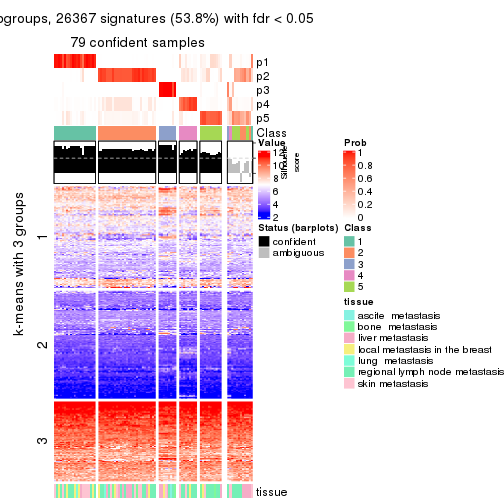 ogroups, 26367 signatures (53.8%) with fdr < 0.05
79 confident samples
p1
p2
p3
p4
p5
Class
Silhouette
score
k-means with 3 groups
1
2
3
tissue
Value
12
10
8
6
4
2
Prob
1
0.8
0.6
0.4
0.2
0
Status (barplots)
confident
ambiguous
Class
1
2
3
4
5
tissue
ascite metastasis
bone metastasis
liver metastasis
local metastasis in the breast
lung metastasis
regional lymph node metastasis
skin metastasis